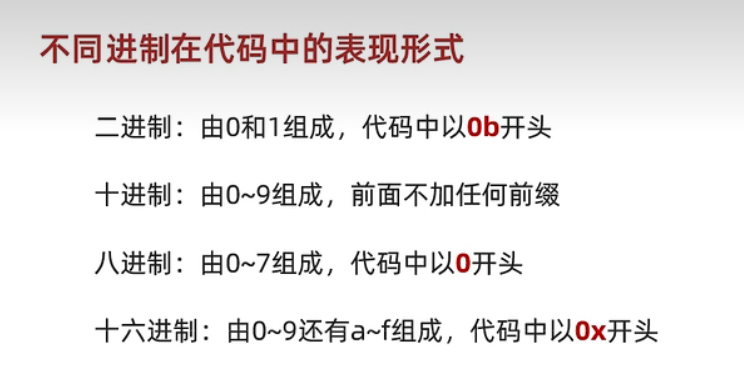 不同进制在代码中的表现形式
二进制：由0和1组成，代码中以0b开头
十进制：由0~9组成，前面不加任何前缀
八进制：由0~7组成，代码中以0开头
十六进制：由0~9还有a~f组成，代码中以0x开头